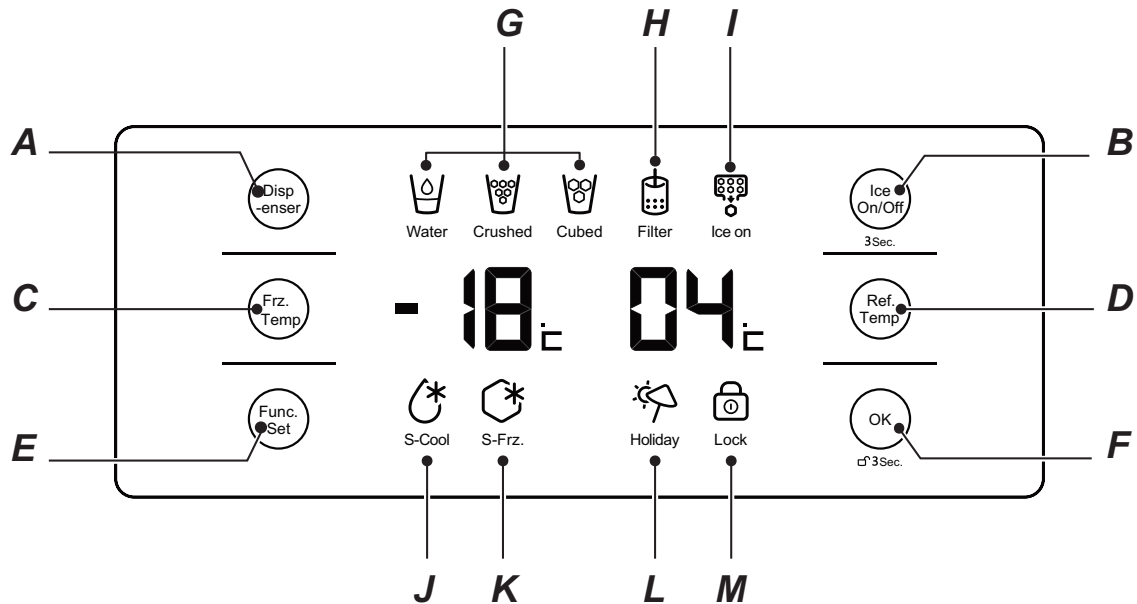 G H I
A B
Disp
-enser
Ice
On/Off
3Sec.
Water Crushed Cubed Filter Ice on
C D
Frz.
Temp
-18℃ 04℃
Ref.
Temp
E F
Func.
Set
S-Cool S-Frz. Holiday Lock
OK
3Sec.
J K L M